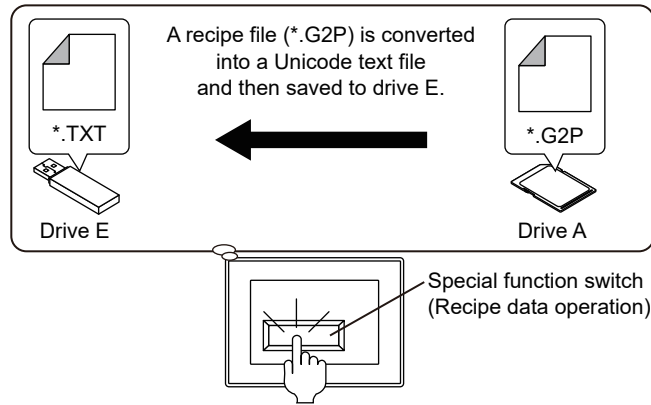 A recipe file (*.G2P) is converted
into a Unicode text file
and then saved to drive E.
*.TXT
*.G2P
Drive E
Drive A
Special function switch
(Recipe data operation)